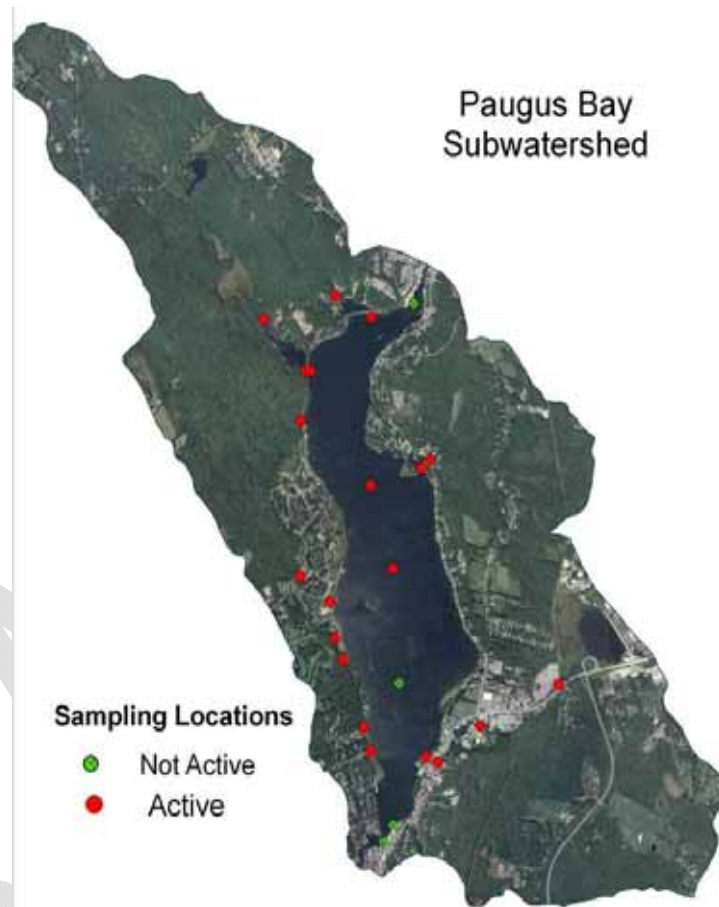 Paugus Bay
Subwatershed
Sampling Locations
Not Active
Active